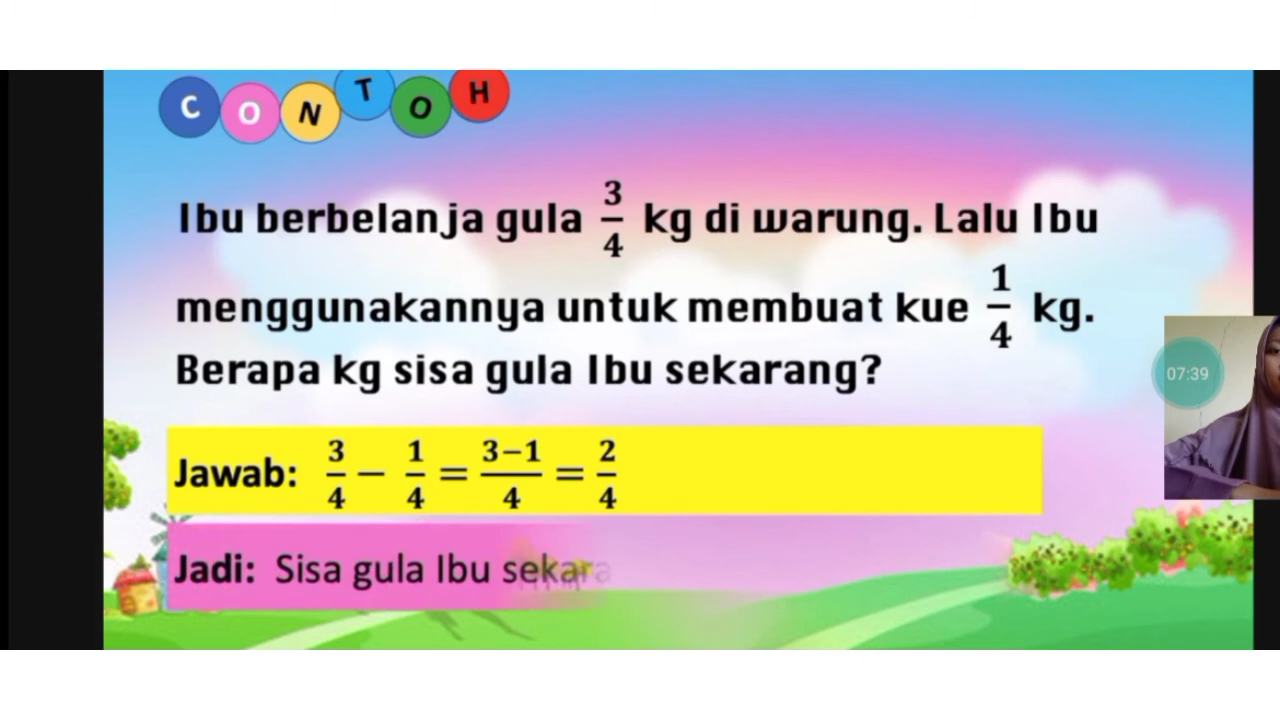 CONTOH
Ibu berbelanja gula 3/4 kg di warung. Lalu Ibu
menggunakannya untuk membuat kue 1/4 kg.
Berapa kg sisa gula Ibu sekarang?
Jawab: 3/4 − 1/4 = 3−1/4 = 2/4
Jadi: Sisa gula Ibu sekara
07:39